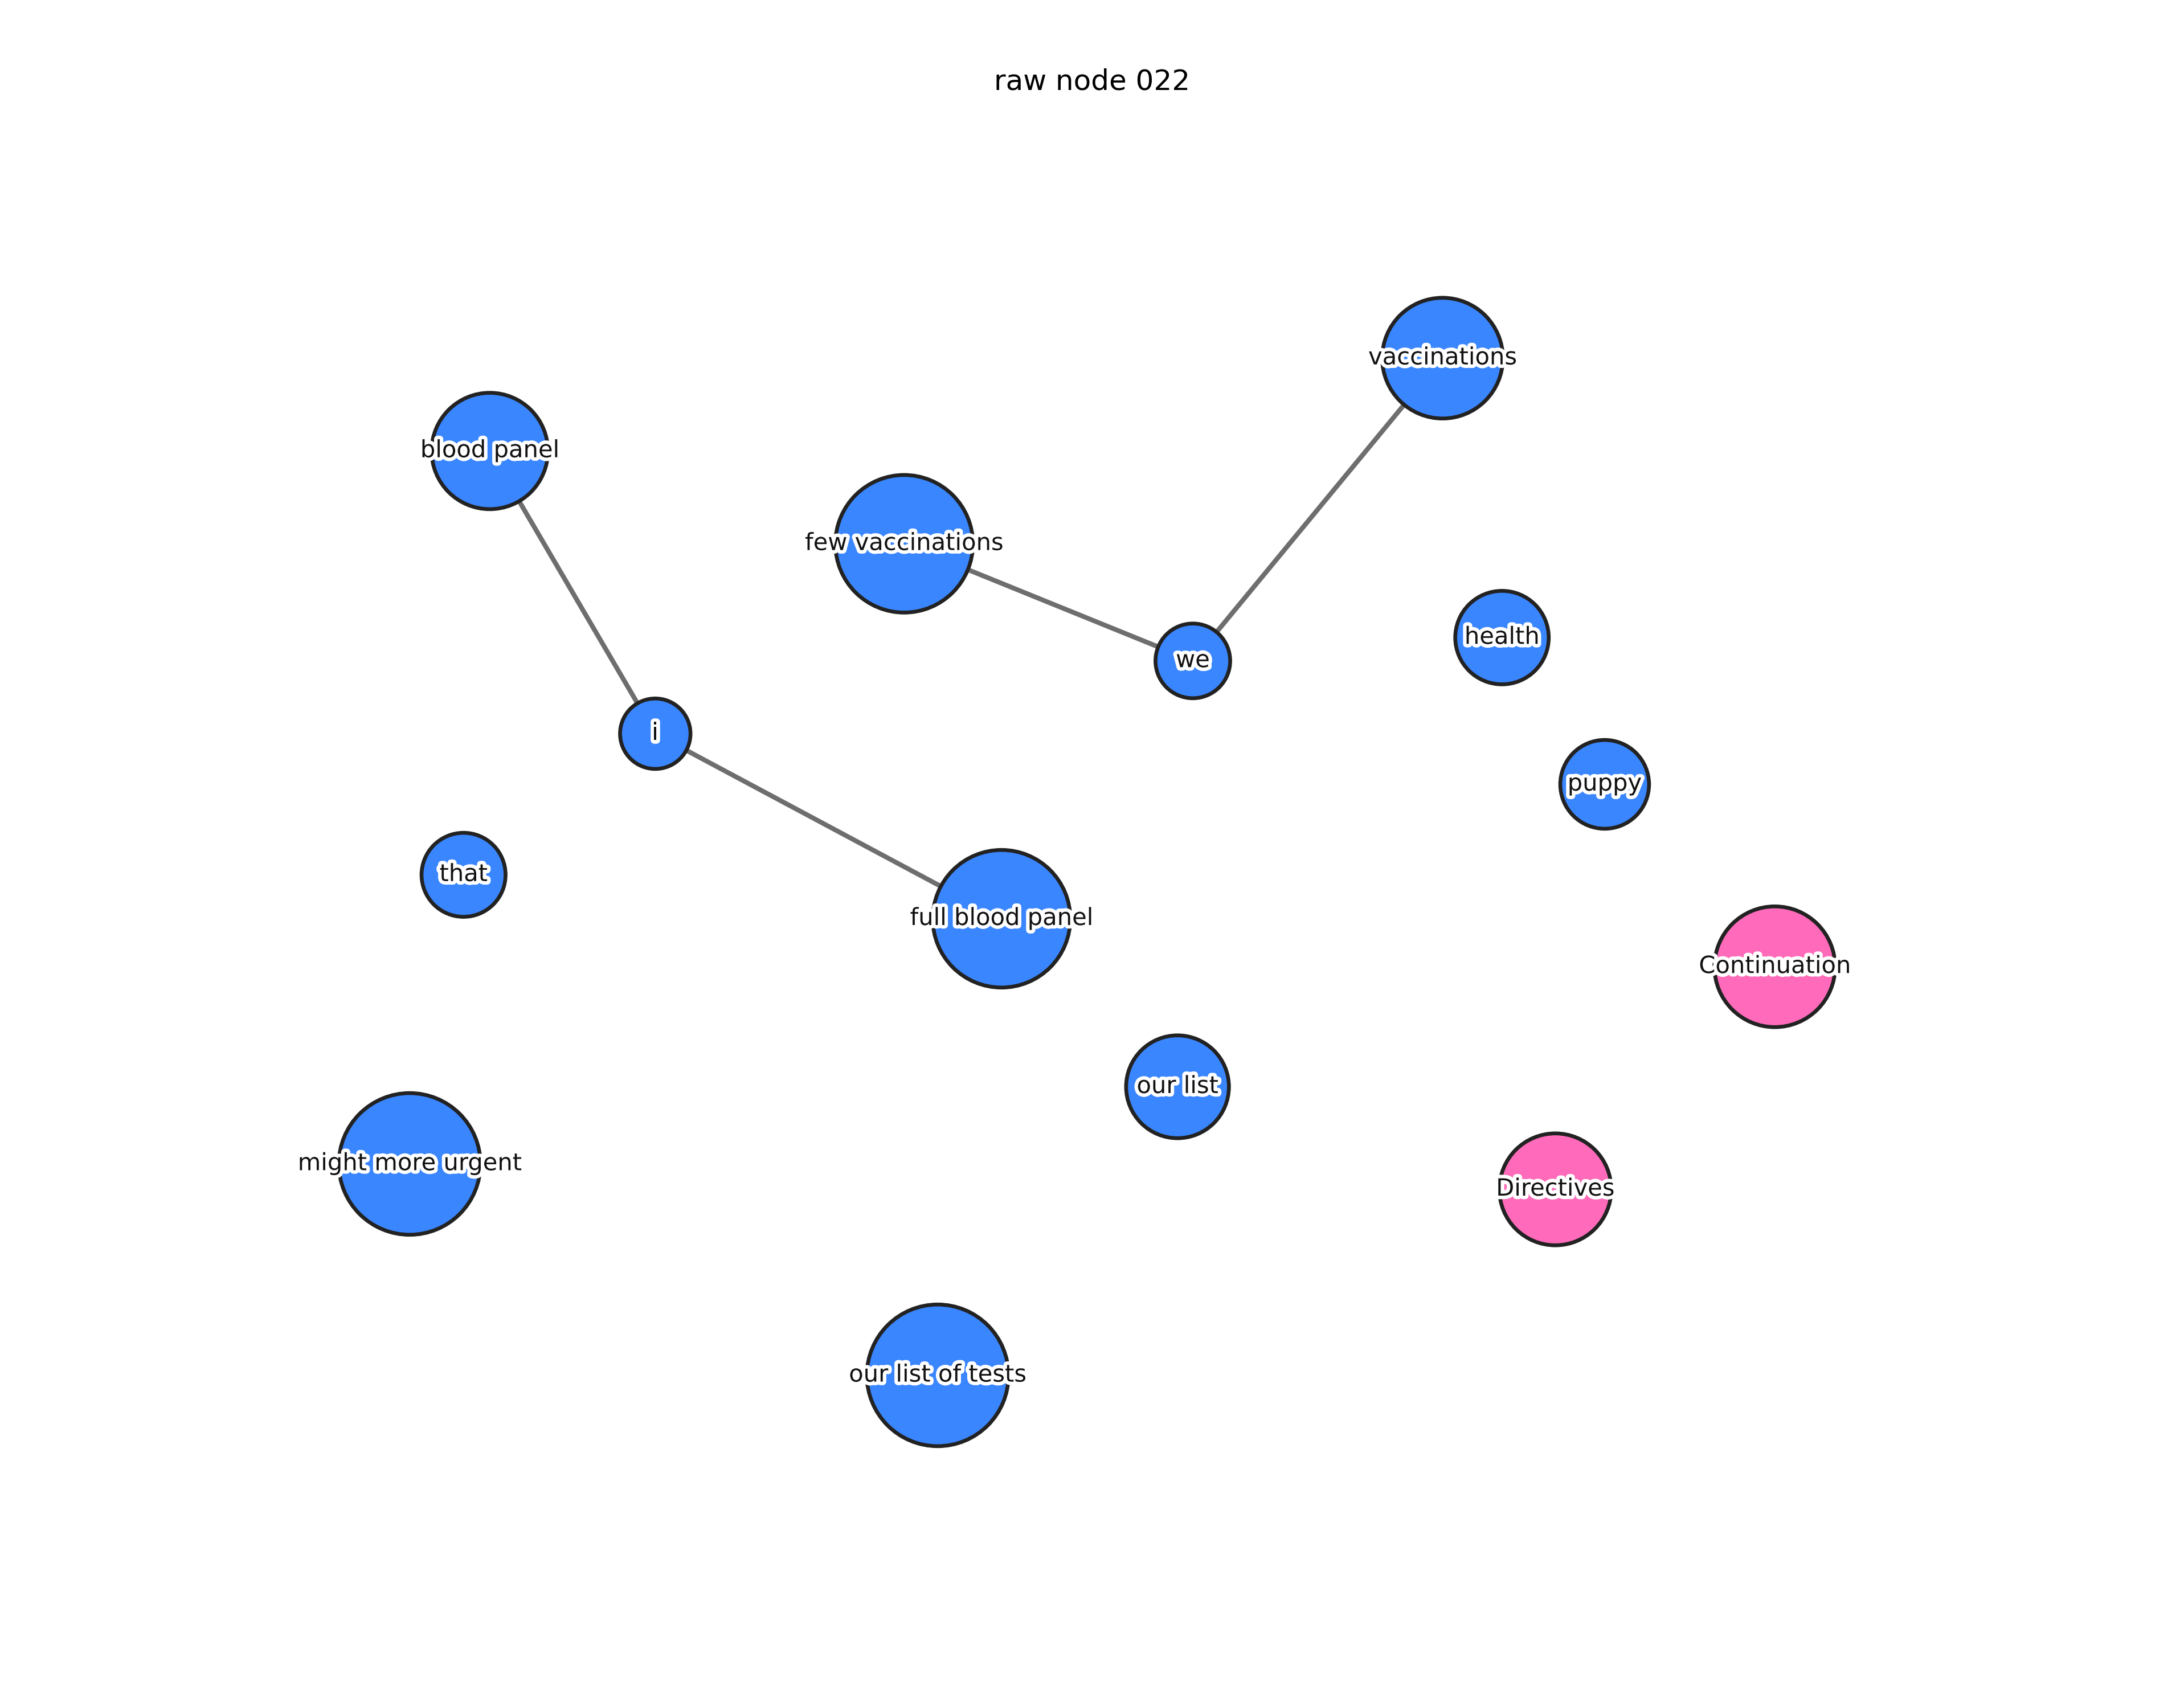 raw node 022
vaccinations
blood panel
few vaccinations
health
we
i
puppy
that
full blood panel
Continuation
our list
might more urgent
Directives
our list of tests